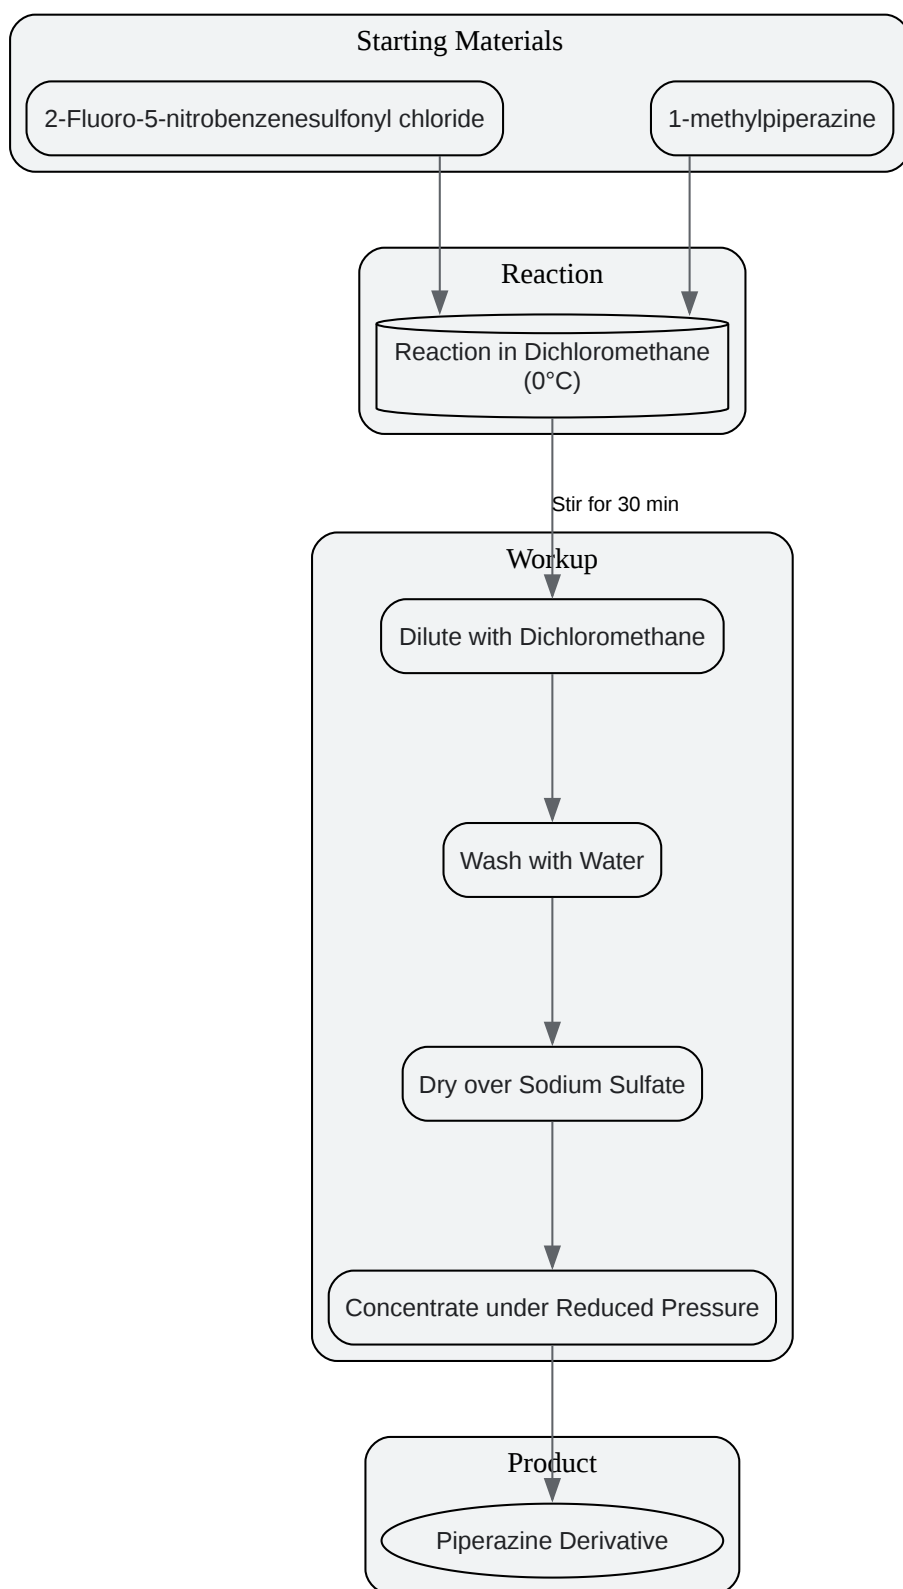 Starting Materials
2-Fluoro-5-nitrobenzenesulfonyl chloride
1-methylpiperazine
Reaction
Reaction in Dichloromethane
(0°C)
Stir for 30 min
Workup
Dilute with Dichloromethane
Wash with Water
Dry over Sodium Sulfate
Concentrate under Reduced Pressure
Product
Piperazine Derivative